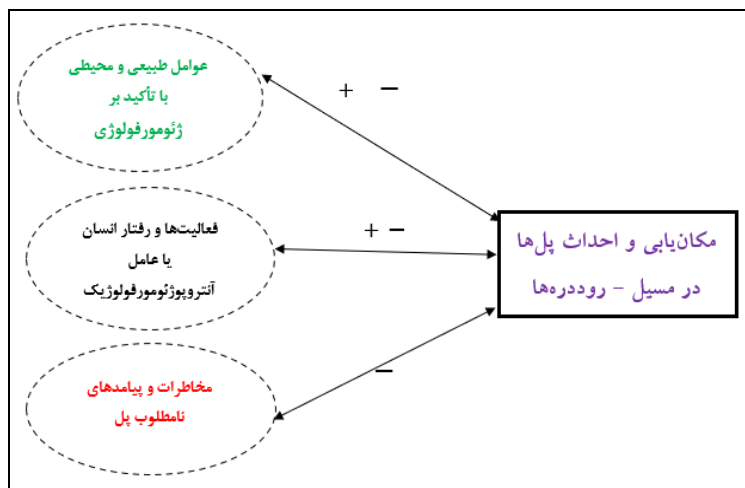 عوامل طبیعی و محیطی
با تأکید بر
ژئومورفولوژی
+ −
فعالیت‌ها و رفتار انسان
یا عامل
آنتروپوژئومورفولوژیک
+ −
مکان‌یابی و احداث پل‌ها
در مسیل – روددره‌ها
مخاطرات و پیامدهای
نامطلوب پل
−